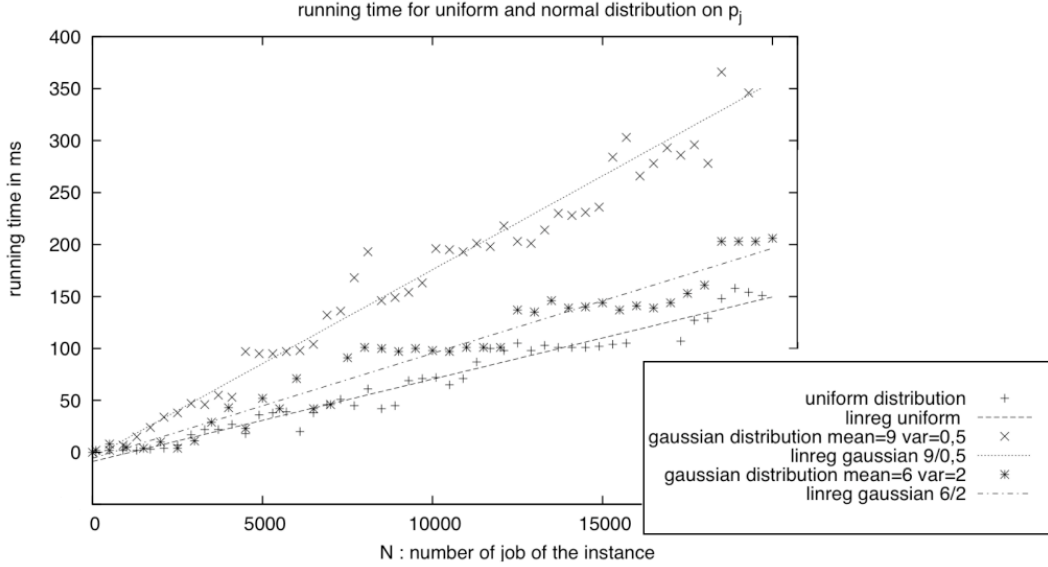 running time for uniform and normal distribution on p_j
400
350
300
250
200
150
100
50
0
running time in ms
0 5000 10000 15000
N : number of job of the instance
uniform distribution
linreg uniform
gaussian distribution mean=9 var=0,5
linreg gaussian 9/0,5
gaussian distribution mean=6 var=2
linreg gaussian 6/2